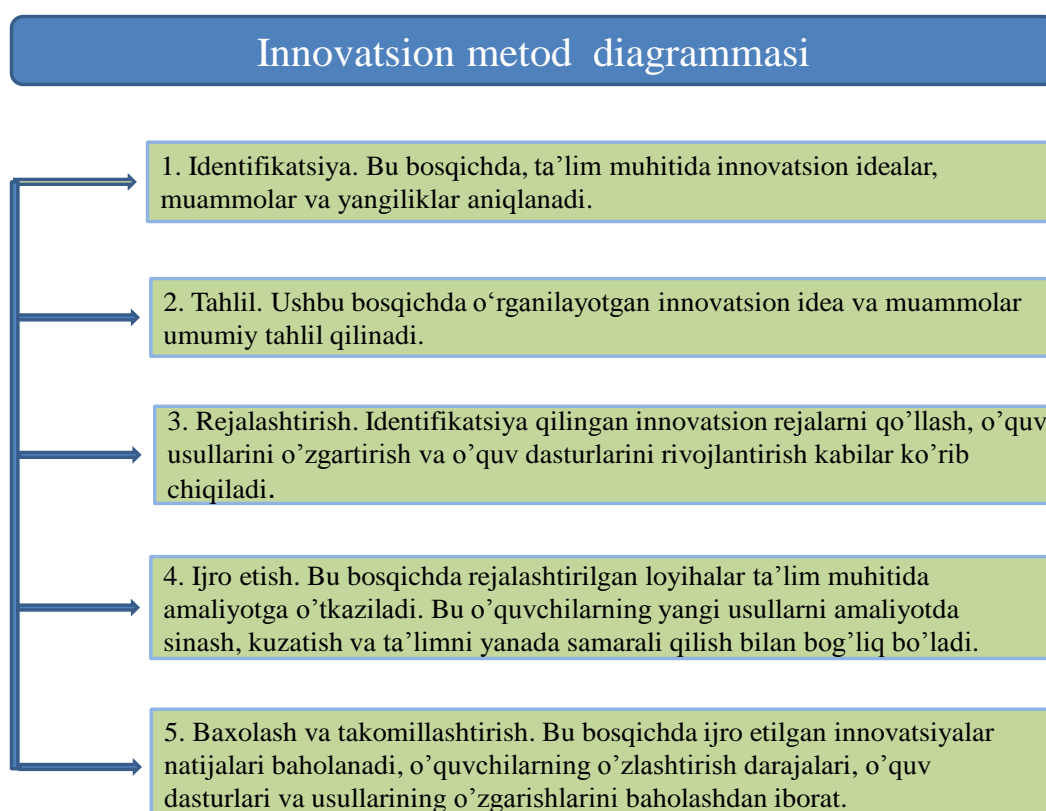 Innovatsion metod diagrammasi
1. Identifikatsiya. Bu bosqichda, ta’lim muhitida innovatsion idealar,
muammolar va yangiliklar aniqlanadi.
2. Tahlil. Ushbu bosqichda o‘rganilayotgan innovatsion idea va muammolar
umumiy tahlil qilinadi.
3. Rejalashtirish. Identifikatsiya qilingan innovatsion rejalarni qo’llash, o’quv
usullarini o’zgartirish va o’quv dasturlarini rivojlantirish kabilar ko’rib
chiqiladi.
4. Ijro etish. Bu bosqichda rejalashtirilgan loyihalar ta’lim muhitida
amaliyotga o’tkaziladi. Bu o’quvchilarning yangi usullarni amaliyotda
sinash, kuzatish va ta’limni yanada samarali qilish bilan bog’liq bo’ladi.
5. Baxolash va takomillashtirish. Bu bosqichda ijro etilgan innovatsiyalar
natijalari baholanadi, o’quvchilarning o’zlashtirish darajalari, o’quv
dasturlari va usullarining o’zgarishlarini baholashdan iborat.